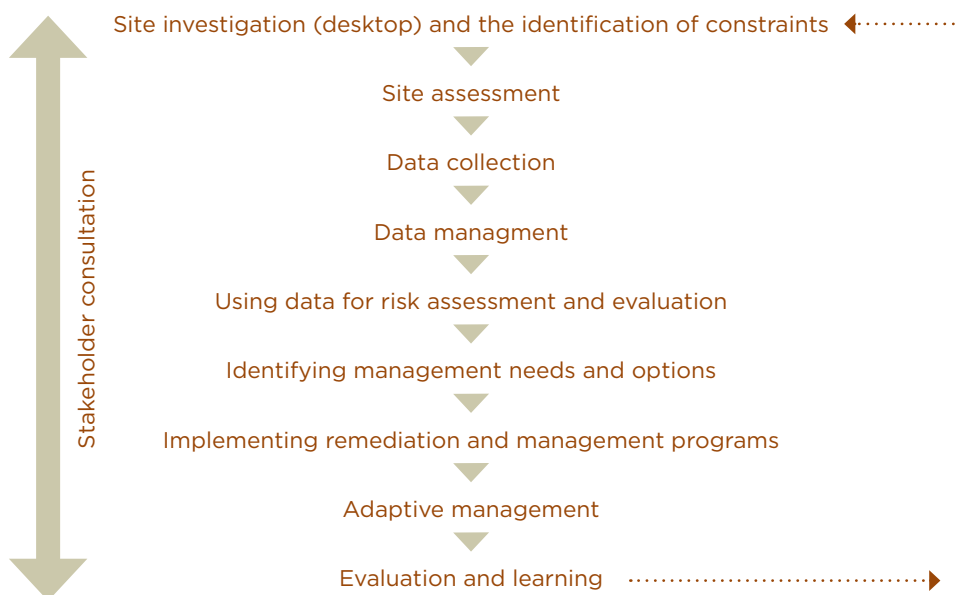 Site investigation (desktop) and the identification of constraints
Site assessment
Data collection
Data managment
Using data for risk assessment and evaluation
Identifying management needs and options
Implementing remediation and management programs
Adaptive management
Evaluation and learning
Stakeholder consultation